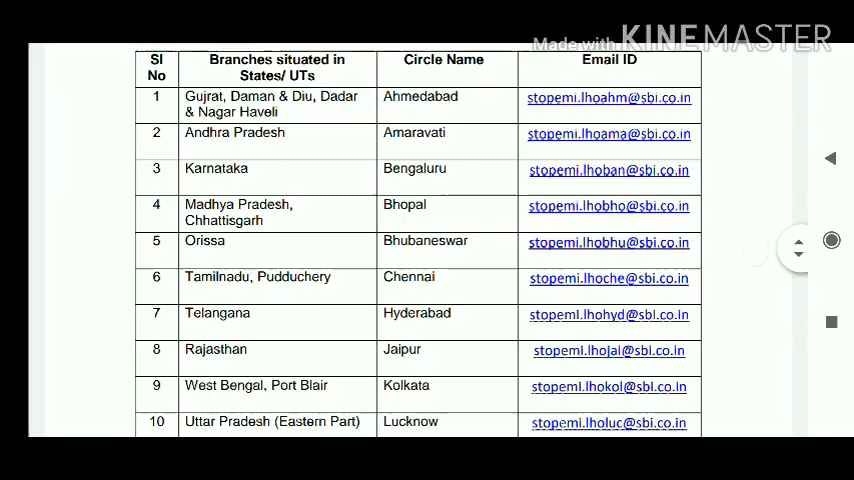 Made with KINEMASTER
Sl No | Branches situated in States/ UTs | Circle Name | Email ID
1 | Gujrat, Daman & Diu, Dadar & Nagar Haveli | Ahmedabad | stopemi.lhoahm@sbi.co.in
2 | Andhra Pradesh | Amaravati | stopemi.lhoama@sbi.co.in
3 | Karnataka | Bengaluru | stopemi.lhoban@sbi.co.in
4 | Madhya Pradesh, Chhattisgarh | Bhopal | stopemi.lhobho@sbi.co.in
5 | Orissa | Bhubaneswar | stopemi.lhobhu@sbi.co.in
6 | Tamilnadu, Pudduchery | Chennai | stopemi.lhoche@sbi.co.in
7 | Telangana | Hyderabad | stopemi.lhohyd@sbi.co.in
8 | Rajasthan | Jaipur | stopemi.lhojai@sbi.co.in
9 | West Bengal, Port Blair | Kolkata | stopemi.lhokol@sbi.co.in
10 | Uttar Pradesh (Eastern Part) | Lucknow | stopemi.lholuc@sbi.co.in